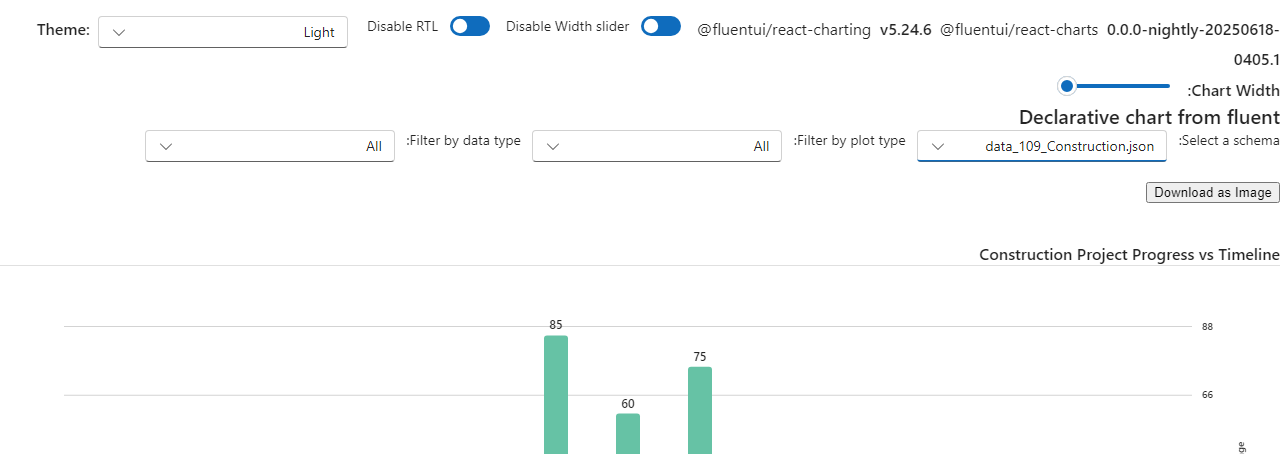 Theme: Light Disable RTL Disable Width slider @fluentui/react-charting v5.24.6 @fluentui/react-charts 0.0.0-nightly-20250618-
0405.1
:Chart Width
Declarative chart from fluent
:Select a schema data_109_Construction.json :Filter by plot type All :Filter by data type All
Download as Image
Construction Project Progress vs Timeline
85
88
75
66
60